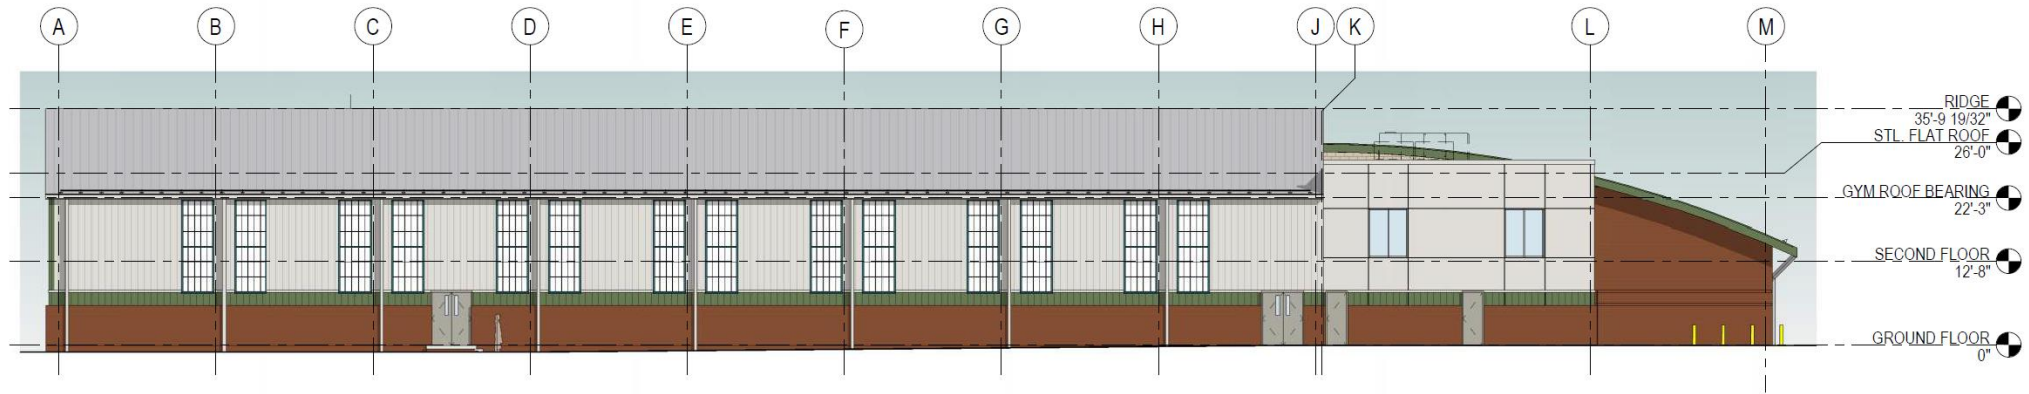 A B C D E F G H J K L M
RIDGE
35'-9 19/32"
STL. FLAT ROOF
26'-0"
GYM ROOF BEARING
22'-3"
SECOND FLOOR
12'-8"
GROUND FLOOR
0"